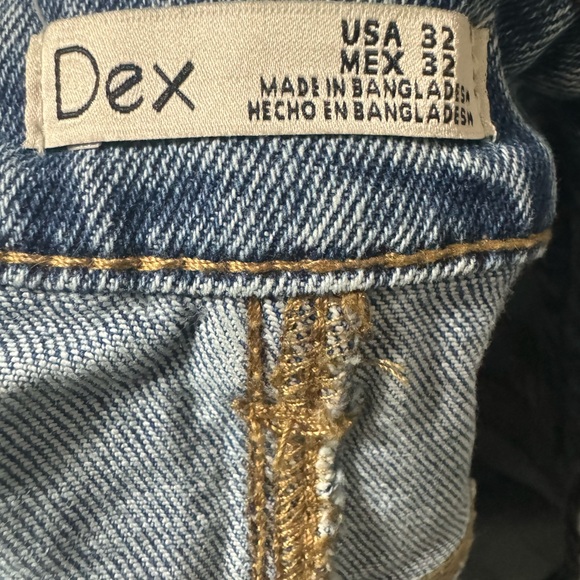 Dex
USA 32
MEX 32
MADE IN BANGLADESH
HECHO EN BANGLADESH